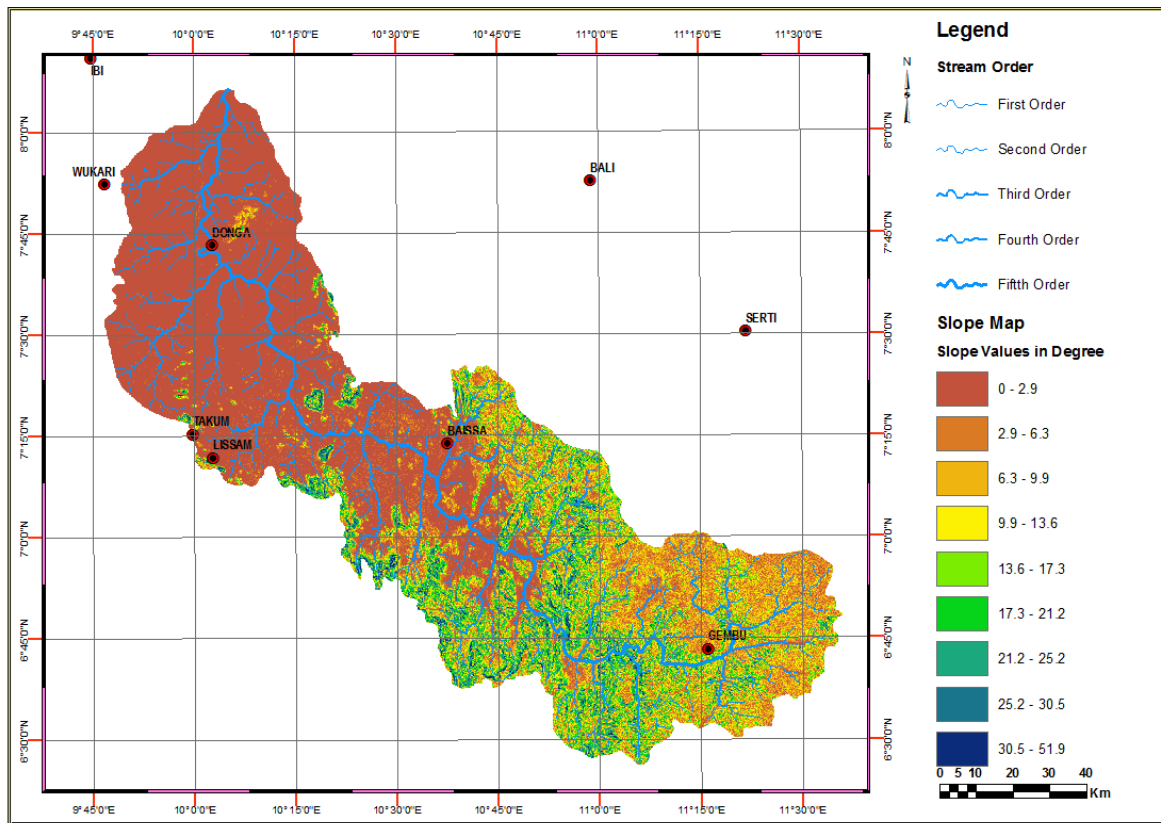 9°45'0"E 10°0'0"E 10°15'0"E 10°30'0"E 10°45'0"E 11°0'0"E 11°15'0"E 11°30'0"E
IBI
8°0'0"N 8°0'0"N
WUKARI
BALI
7°45'0"N 7°45'0"N
DONGA
SERTI
7°30'0"N 7°30'0"N
TAKUM
7°15'0"N 7°15'0"N
BAISSA
LISSAM
7°0'0"N 7°0'0"N
6°45'0"N 6°45'0"N
GEMBU
6°30'0"N 6°30'0"N
9°45'0"E 10°0'0"E 10°15'0"E 10°30'0"E 10°45'0"E 11°0'0"E 11°15'0"E 11°30'0"E
N
Legend
Stream Order
First Order
Second Order
Third Order
Fourth Order
Fiftth Order
Slope Map
Slope Values in Degree
0 - 2.9
2.9 - 6.3
6.3 - 9.9
9.9 - 13.6
13.6 - 17.3
17.3 - 21.2
21.2 - 25.2
25.2 - 30.5
30.5 - 51.9
0 5 10 20 30 40
Km